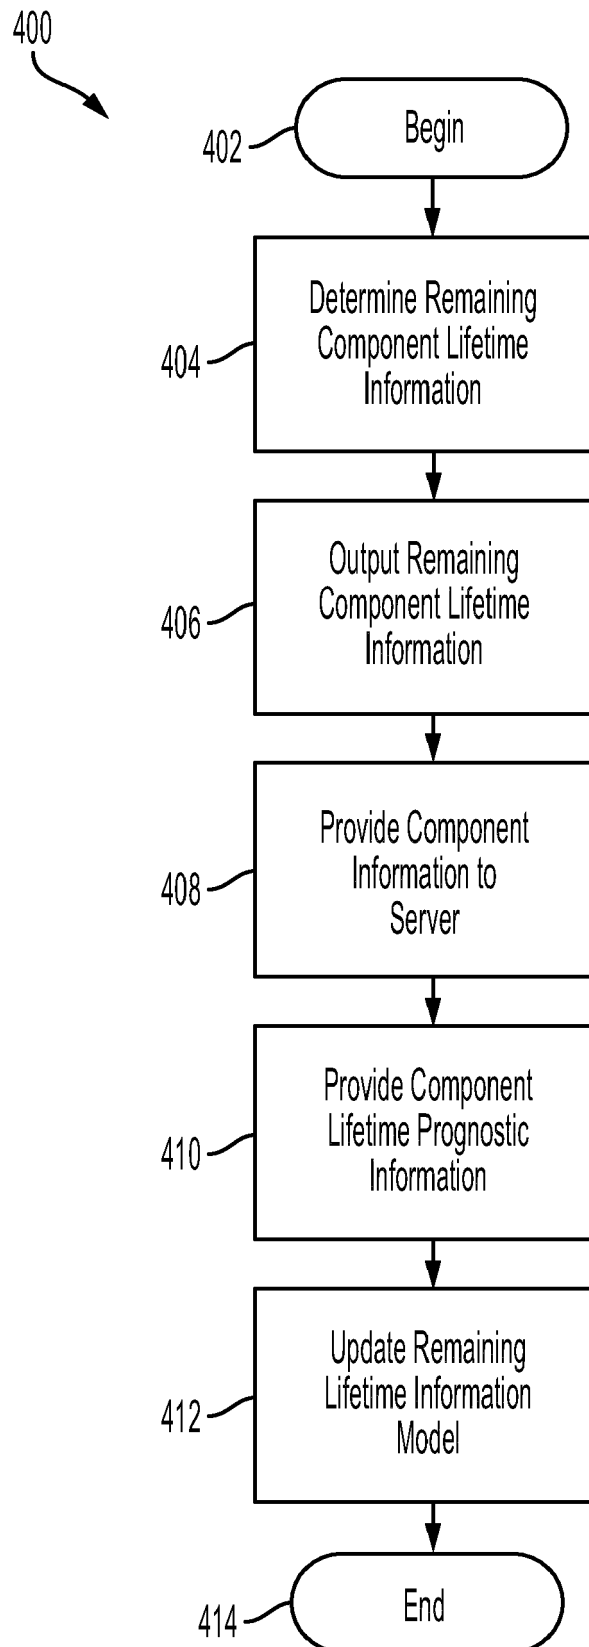 400
402
Begin
404
Determine Remaining
Component Lifetime
Information
406
Output Remaining
Component Lifetime
Information
408
Provide Component
Information to
Server
410
Provide Component
Lifetime Prognostic
Information
412
Update Remaining
Lifetime Information
Model
414
End